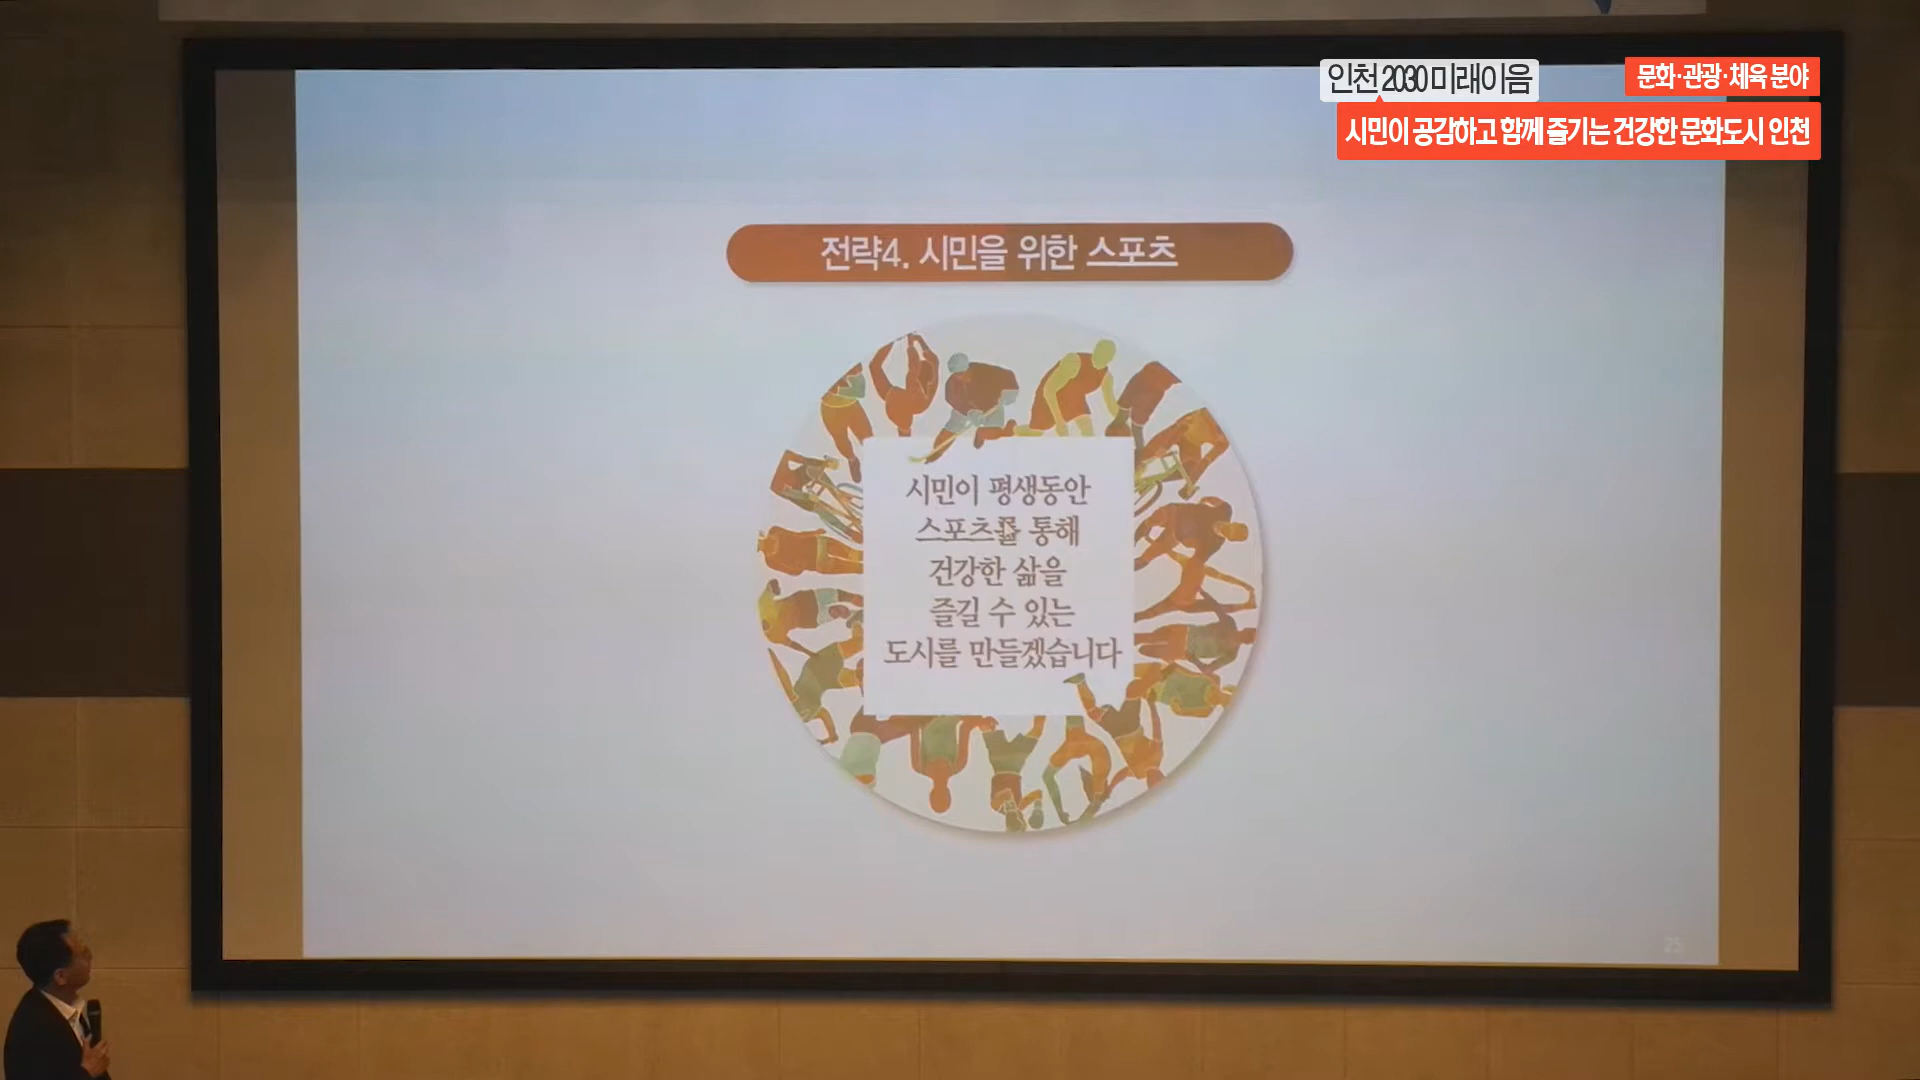 인천 2030 미래이음
문화·관광·체육 분야
시민이 공감하고 함께 즐기는 건강한 문화도시 인천
전략4. 시민을 위한 스포츠
시민이 평생동안
스포츠를 통해
건강한 삶을
즐길 수 있는
도시를 만들겠습니다
25